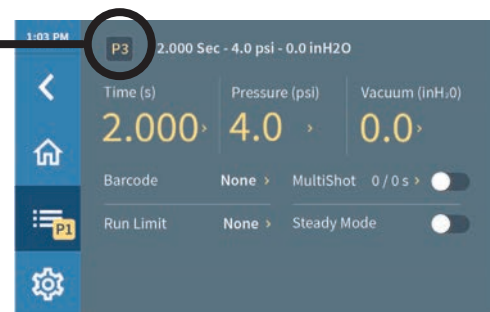 1:03 PM
P3 2.000 Sec - 4.0 psi - 0.0 inH2O
Time (s) Pressure (psi) Vacuum (inH₂0)
2.000 › 4.0 › 0.0 ›
Barcode None › MultiShot 0 / 0 s ›
P1
Run Limit None › Steady Mode